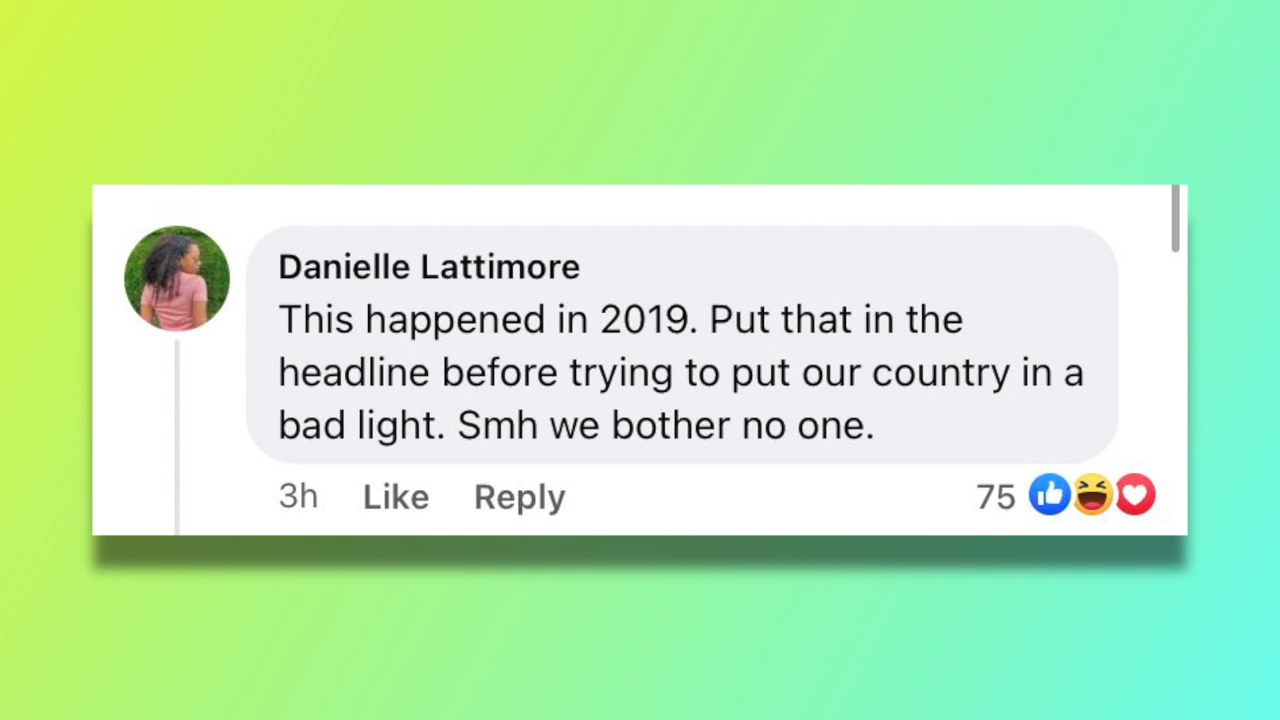 Danielle Lattimore
This happened in 2019. Put that in the
headline before trying to put our country in a
bad light. Smh we bother no one.
3h Like Reply 75